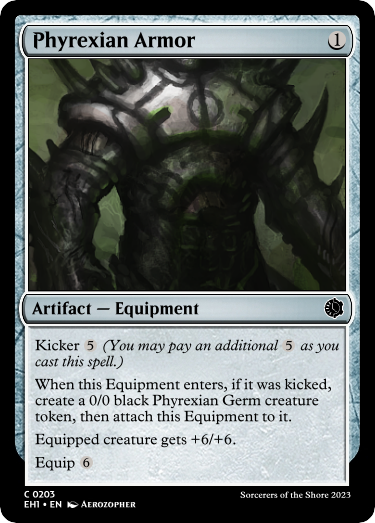 Phyrexian Armor 1
Artifact — Equipment
Kicker 5 (You may pay an additional 5 as you
cast this spell.)
When this Equipment enters, if it was kicked,
create a 0/0 black Phyrexian Germ creature
token, then attach this Equipment to it.
Equipped creature gets +6/+6.
Equip 6
C 0203
EH1 • EN Aerozopher
Sorcerers of the Shore 2023